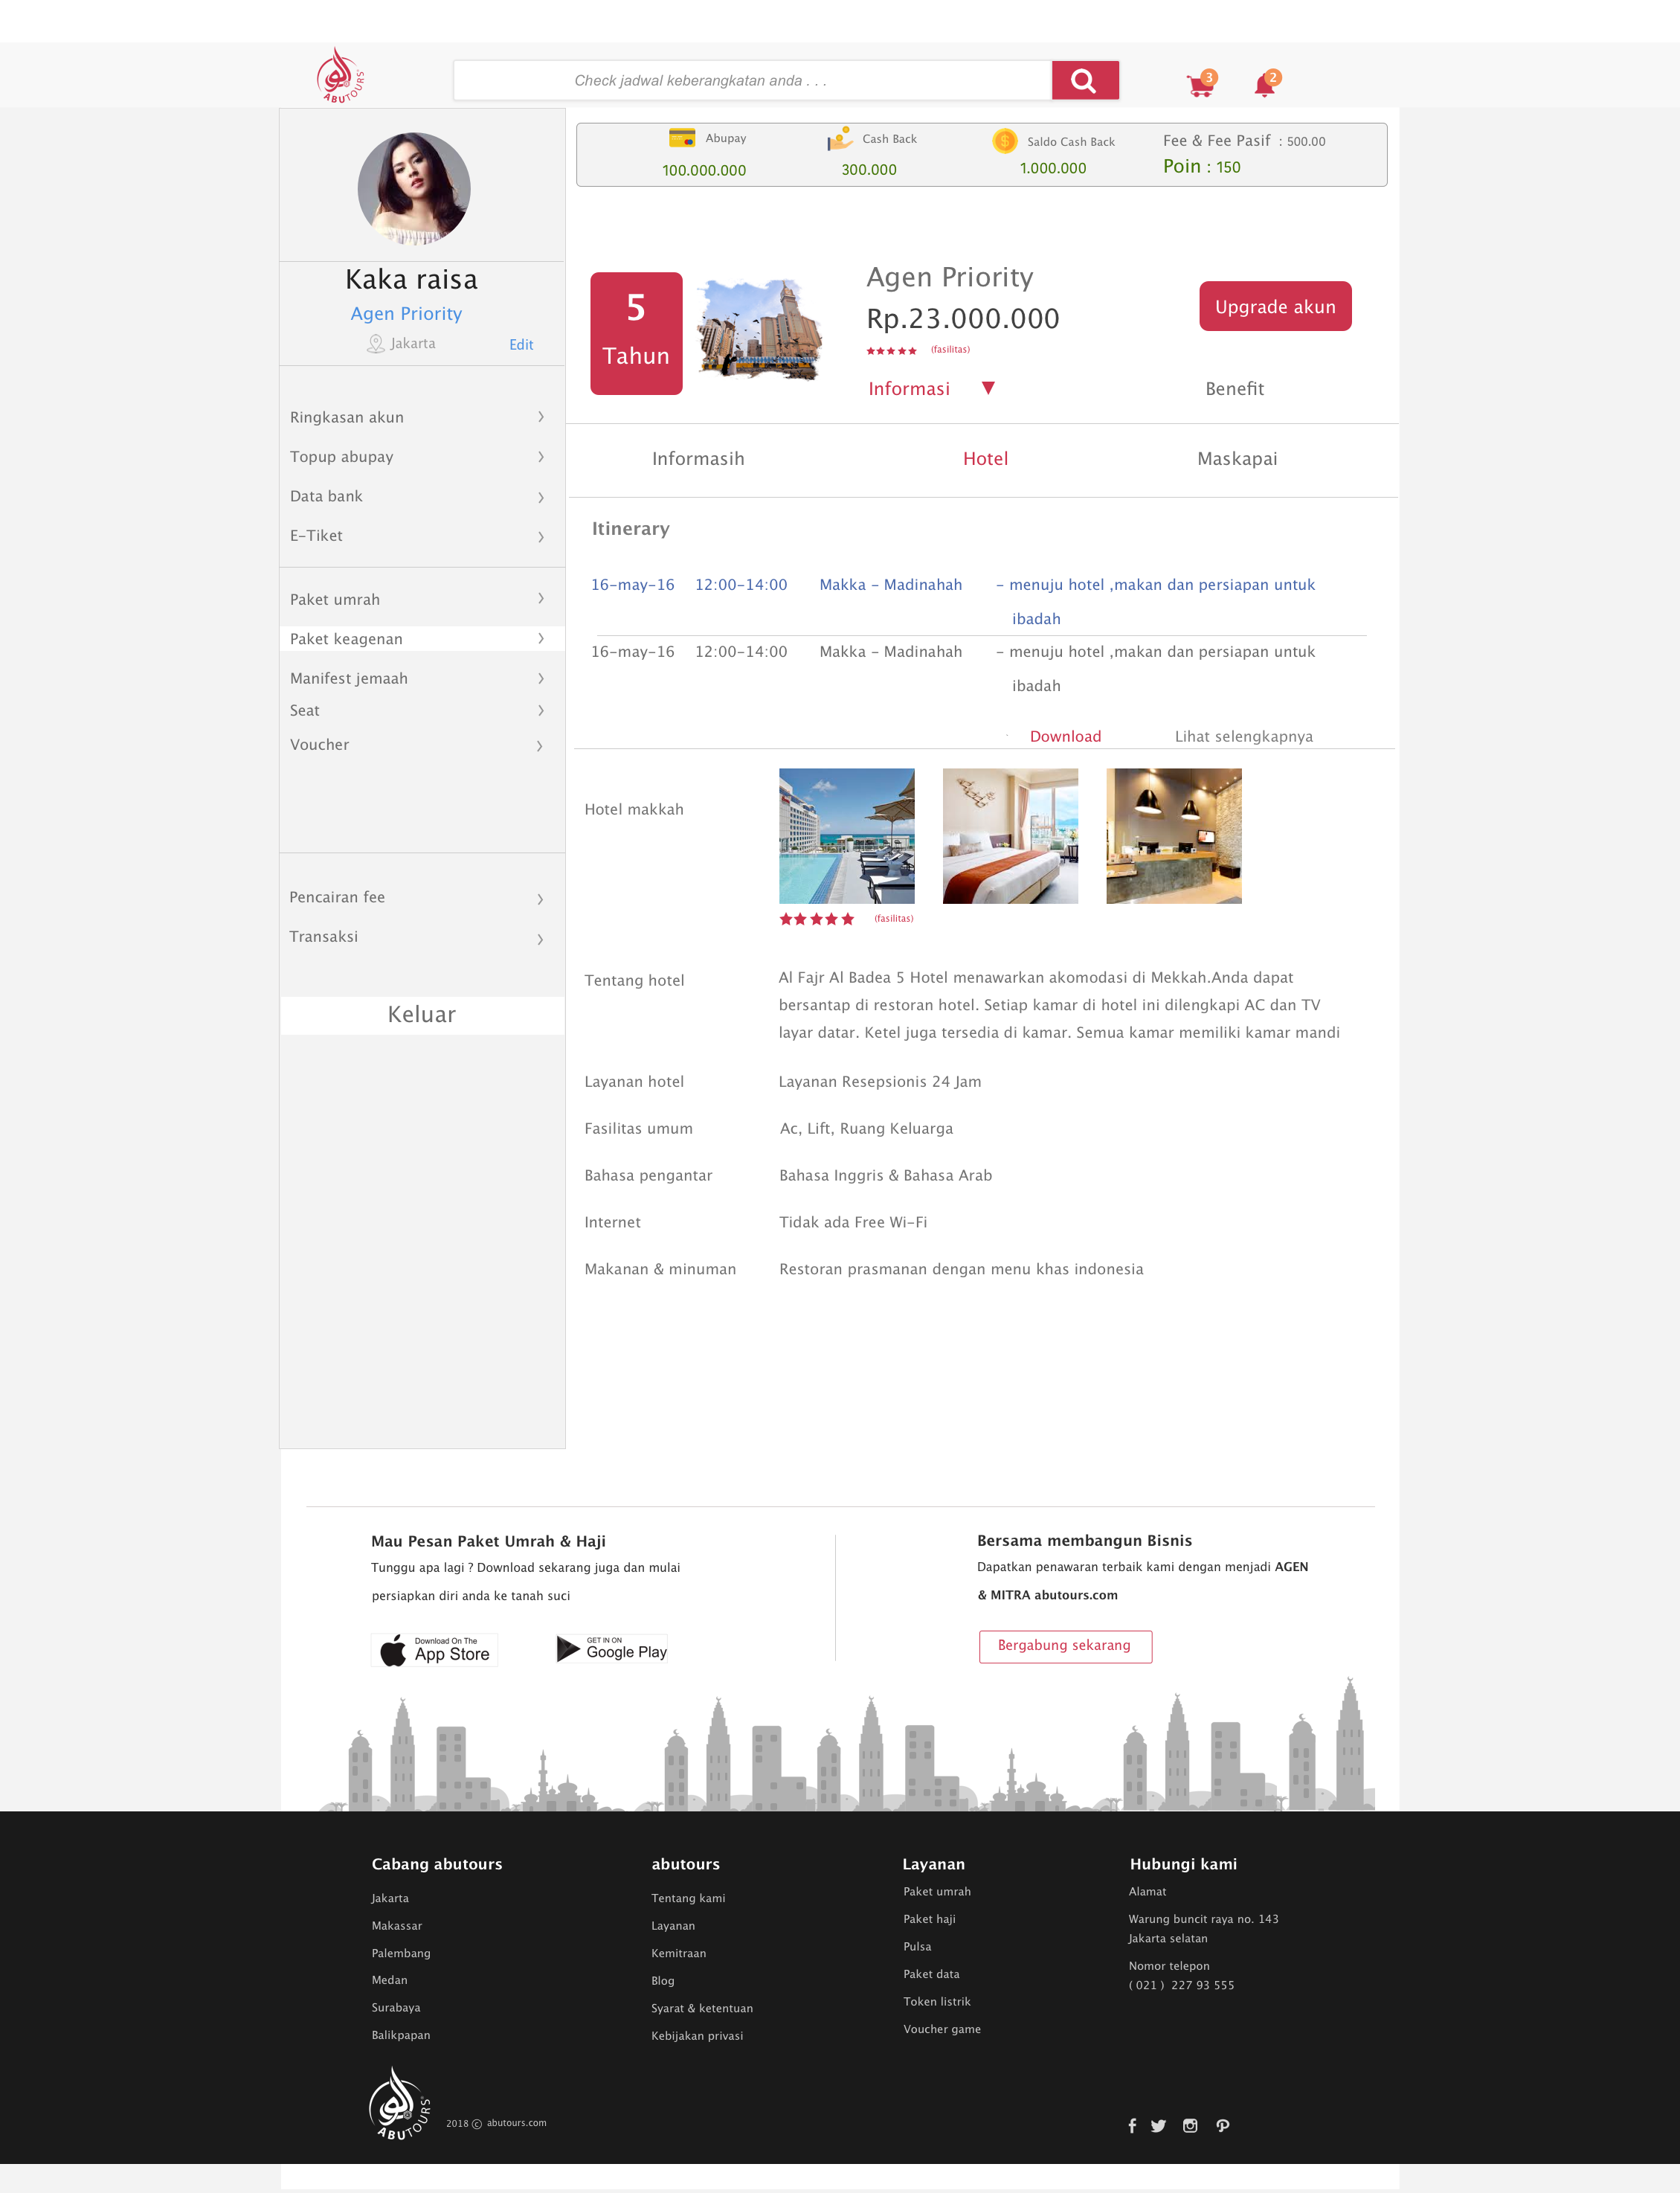 ABUTOURS
Check jadwal keberangkatan anda . . .
3
2
Abupay
100.000.000
Cash Back
300.000
Saldo Cash Back
1.000.000
Fee & Fee Pasif : 500.00
Poin : 150
Kaka raisa
Agen Priority
Jakarta
Edit
Ringkasan akun
Topup abupay
Data bank
E-Tiket
Paket umrah
Paket keagenan
Manifest jemaah
Seat
Voucher
Pencairan fee
Transaksi
Keluar
5
Tahun
Agen Priority
Rp.23.000.000
(fasilitas)
Informasi
Upgrade akun
Benefit
Informasih
Hotel
Maskapai
Itinerary
16-may-16 12:00-14:00 Makka - Madinahah - menuju hotel ,makan dan persiapan untuk
ibadah
16-may-16 12:00-14:00 Makka - Madinahah - menuju hotel ,makan dan persiapan untuk
ibadah
Download
Lihat selengkapnya
Hotel makkah
(fasilitas)
Tentang hotel
Al Fajr Al Badea 5 Hotel menawarkan akomodasi di Mekkah.Anda dapat
bersantap di restoran hotel. Setiap kamar di hotel ini dilengkapi AC dan TV
layar datar. Ketel juga tersedia di kamar. Semua kamar memiliki kamar mandi
Layanan hotel
Layanan Resepsionis 24 Jam
Fasilitas umum
Ac, Lift, Ruang Keluarga
Bahasa pengantar
Bahasa Inggris & Bahasa Arab
Internet
Tidak ada Free Wi-Fi
Makanan & minuman
Restoran prasmanan dengan menu khas indonesia
Mau Pesan Paket Umrah & Haji
Tunggu apa lagi ? Download sekarang juga dan mulai
persiapkan diri anda ke tanah suci
Download On The
App Store
GET IN ON
Google Play
Bersama membangun Bisnis
Dapatkan penawaran terbaik kami dengan menjadi AGEN
& MITRA abutours.com
Bergabung sekarang
Cabang abutours
Jakarta
Makassar
Palembang
Medan
Surabaya
Balikpapan
abutours
Tentang kami
Layanan
Kemitraan
Blog
Syarat & ketentuan
Kebijakan privasi
Layanan
Paket umrah
Paket haji
Pulsa
Paket data
Token listrik
Voucher game
Hubungi kami
Alamat
Warung buncit raya no. 143
Jakarta selatan
Nomor telepon
( 021 ) 227 93 555
ABUTOURS
2018 © abutours.com